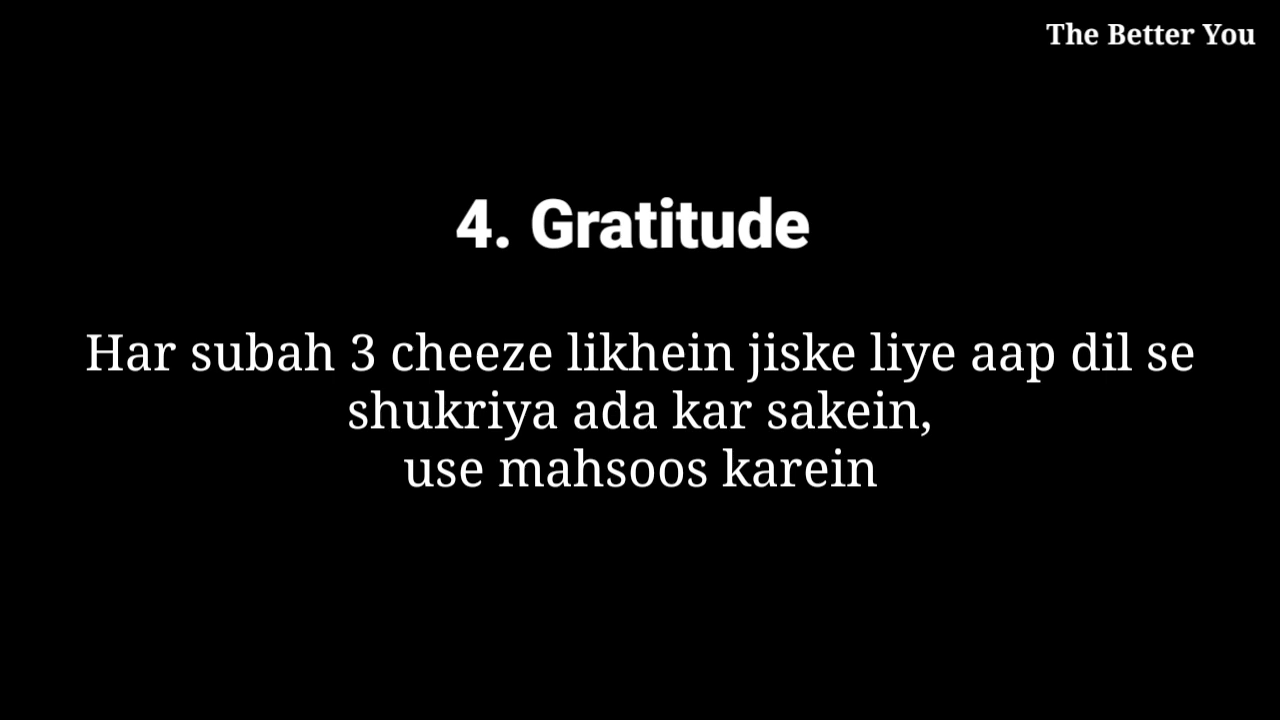 The Better You
4. Gratitude
Har subah 3 cheeze likhein jiske liye aap dil se
shukriya ada kar sakein,
use mahsoos karein